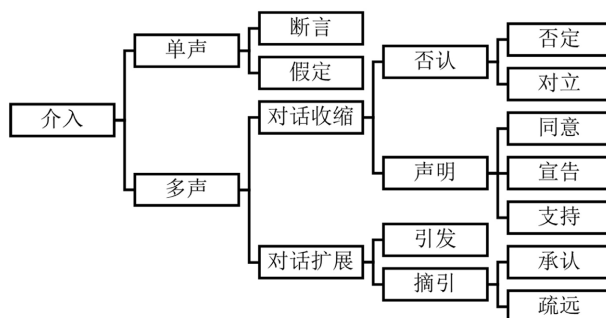 介入
单声
断言
假定
多声
对话收缩
否认
否定
对立
声明
同意
宣告
支持
对话扩展
引发
摘引
承认
疏远